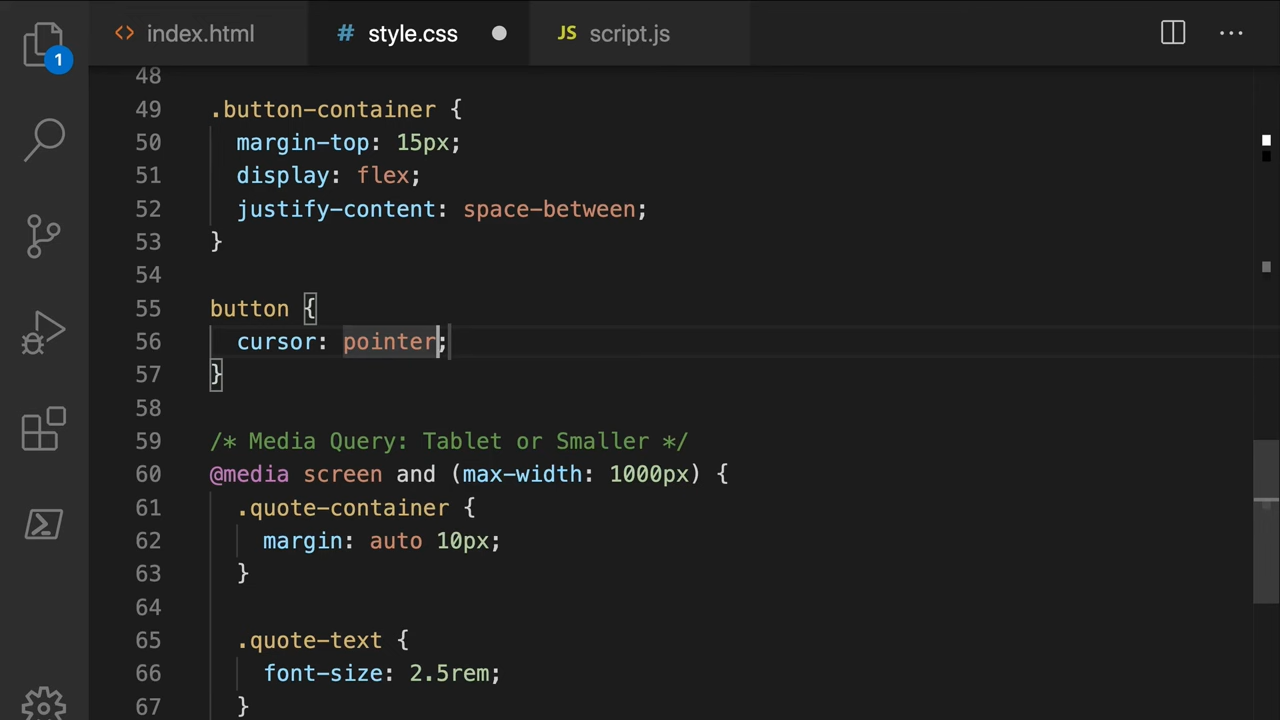 1
<> index.html
# style.css
JS script.js
48
49 .button-container {
50 margin-top: 15px;
51 display: flex;
52 justify-content: space-between;
53 }
54
55 button {
56 cursor: pointer;
57 }
58
59 /* Media Query: Tablet or Smaller */
60 @media screen and (max-width: 1000px) {
61 .quote-container {
62 margin: auto 10px;
63 }
64
65 .quote-text {
66 font-size: 2.5rem;
67 }